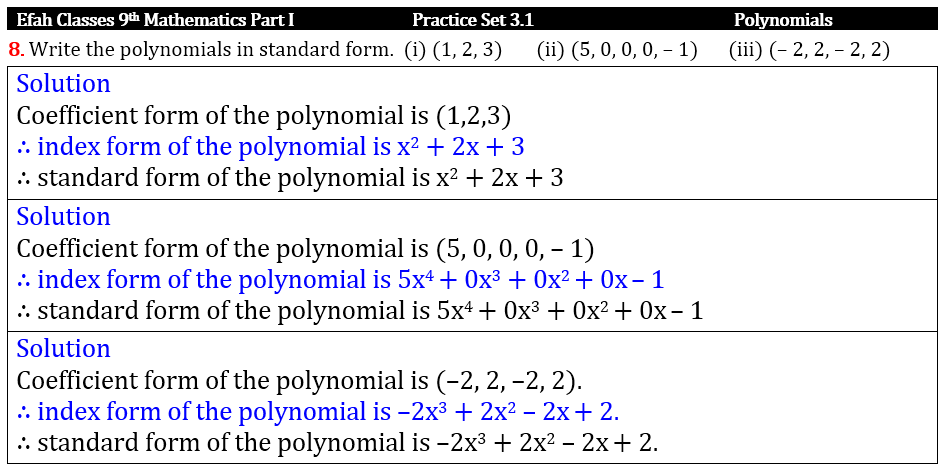 Efah Classes 9th Mathematics Part I Practice Set 3.1 Polynomials
8. Write the polynomials in standard form. (i) (1, 2, 3) (ii) (5, 0, 0, 0, – 1) (iii) (– 2, 2, – 2, 2)
Solution
Coefficient form of the polynomial is (1,2,3)
∴ index form of the polynomial is x² + 2x + 3
∴ standard form of the polynomial is x² + 2x + 3
Solution
Coefficient form of the polynomial is (5, 0, 0, 0, – 1)
∴ index form of the polynomial is 5x⁴ + 0x³ + 0x² + 0x – 1
∴ standard form of the polynomial is 5x⁴ + 0x³ + 0x² + 0x – 1
Solution
Coefficient form of the polynomial is (–2, 2, –2, 2).
∴ index form of the polynomial is –2x³ + 2x² – 2x + 2.
∴ standard form of the polynomial is –2x³ + 2x² – 2x + 2.